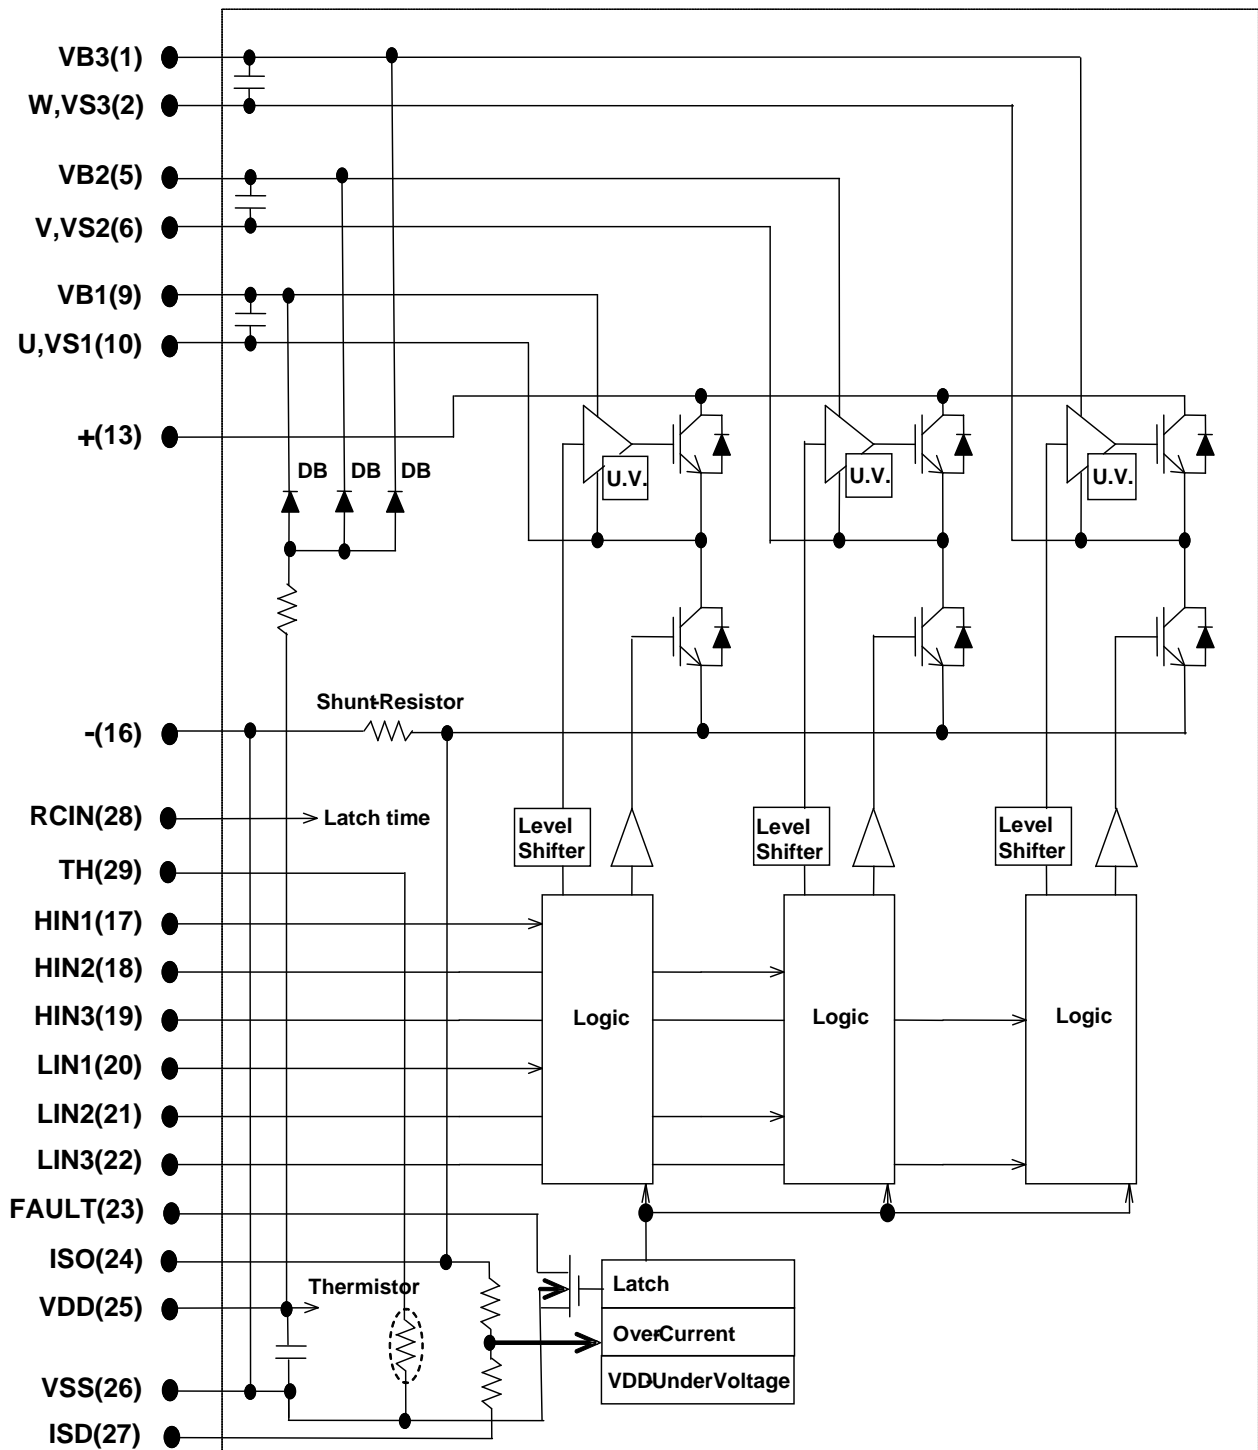 VB3(1)
W,VS3(2)
VB2(5)
V,VS2(6)
VB1(9)
U,VS1(10)
+(13)
DB DB DB
U.V. U.V. U.V.
Shunt-Resistor
-(16)
RCIN(28)
Latch time
Level
Shifter
Level
Shifter
Level
Shifter
TH(29)
HIN1(17)
HIN2(18)
HIN3(19)
Logic Logic Logic
LIN1(20)
LIN2(21)
LIN3(22)
FAULT(23)
ISO(24)
Thermistor
Latch
VDD(25)
Over-Current
VDD-UnderVoltage
VSS(26)
ISD(27)